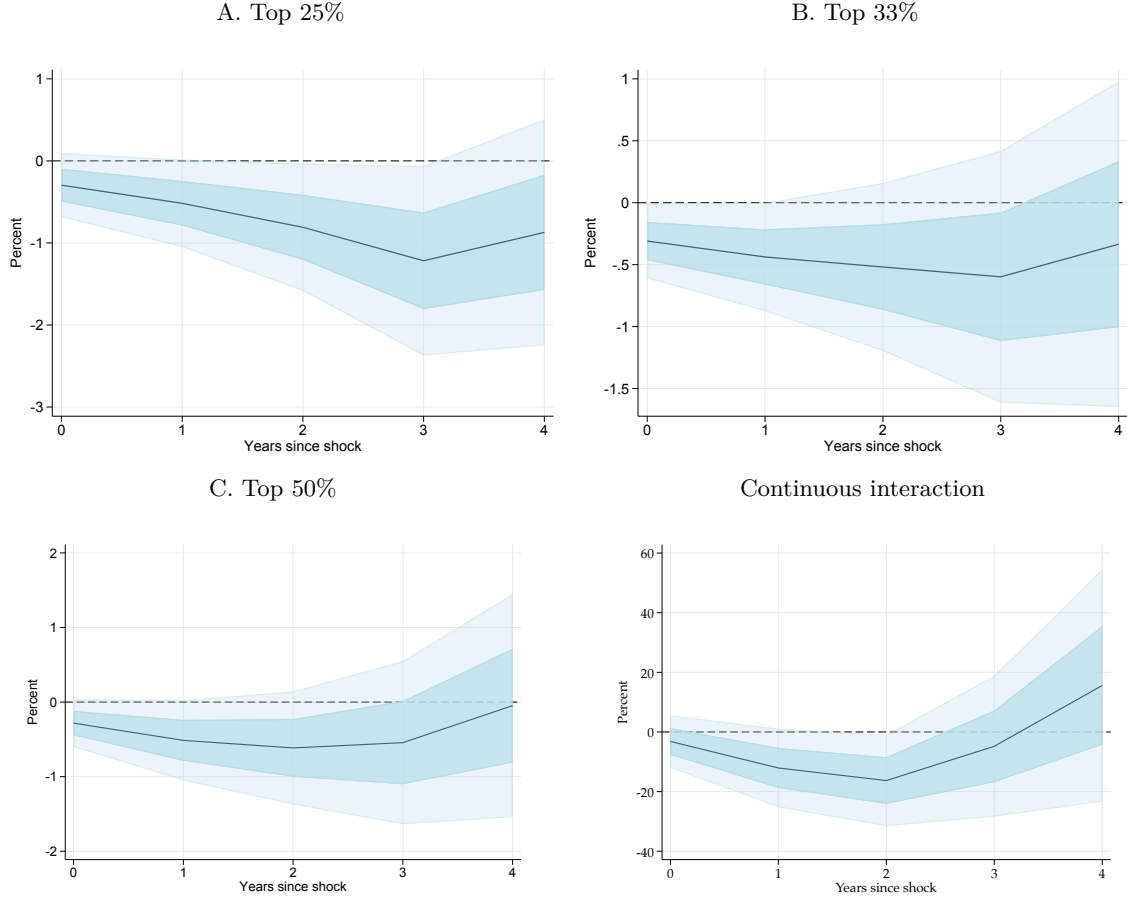 A. Top 25%
1
0
-1
-2
-3
Percent
0 1 2 3 4
Years since shock
B. Top 33%
1
.5
0
-.5
-1
-1.5
Percent
0 1 2 3 4
Years since shock
C. Top 50%
2
1
0
-1
-2
Percent
0 1 2 3 4
Years since shock
Continuous interaction
60
40
20
0
-20
-40
Percent
0 1 2 3 4
Years since shock